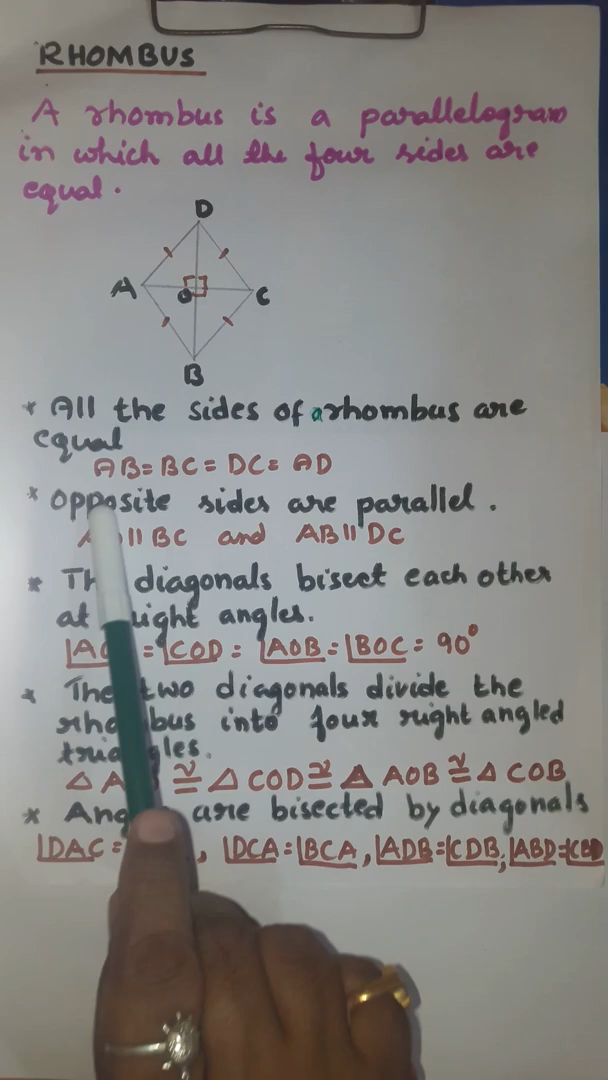 RHOMBUS
A rhombus is a parallelogram
in which all the four sides are
equal.
D
A
O
C
B
* All the sides of a rhombus are
equal
AB = BC = DC = AD
* Opposite sides are parallel.
|| BC and AB || DC
* diagonals bisect each other
at right angles.
= ∠COD = ∠AOB = ∠BOC = 90°
* The two diagonals divide the
rhombus into four right angled
triangles.
△ A ≅ △ COD ≅ △ AOB ≅ △ COB
* are bisected by diagonals
∠DAC = , ∠DCA = ∠BCA, ∠ADB = ∠CDB, ∠ABD = ∠CBD